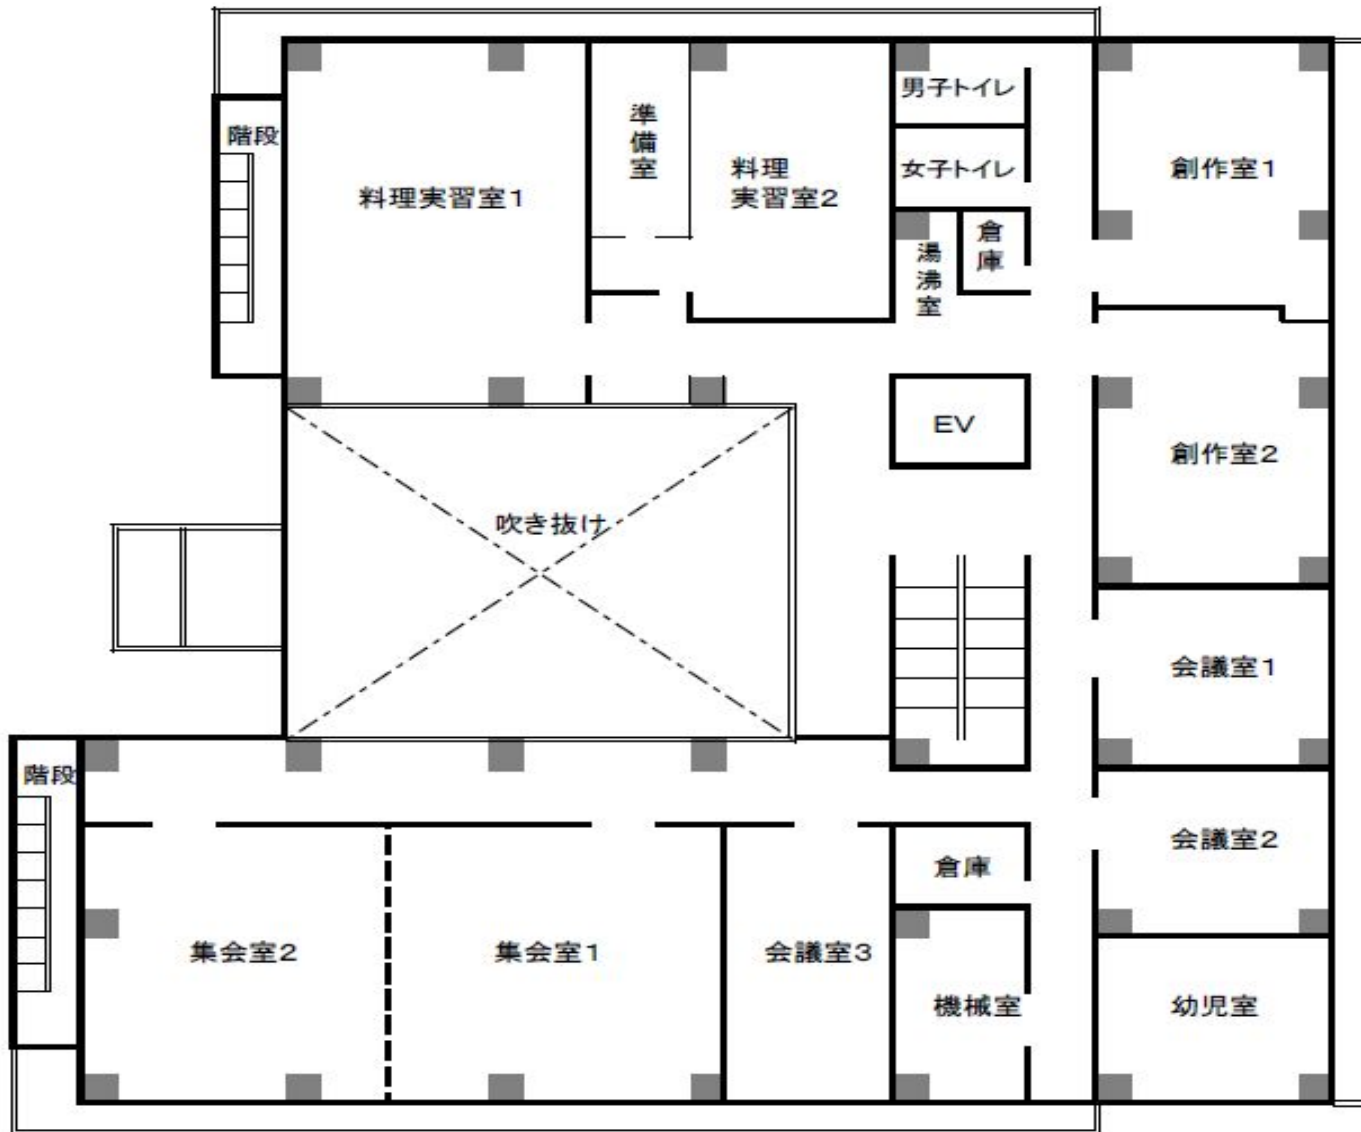 階段
料理実習室1
準備室
料理
実習室2
男子トイレ
女子トイレ
湯沸室
倉庫
創作室1
EV
創作室2
吹き抜け
会議室1
階段
会議室2
倉庫
集会室2
集会室1
会議室3
機械室
幼児室